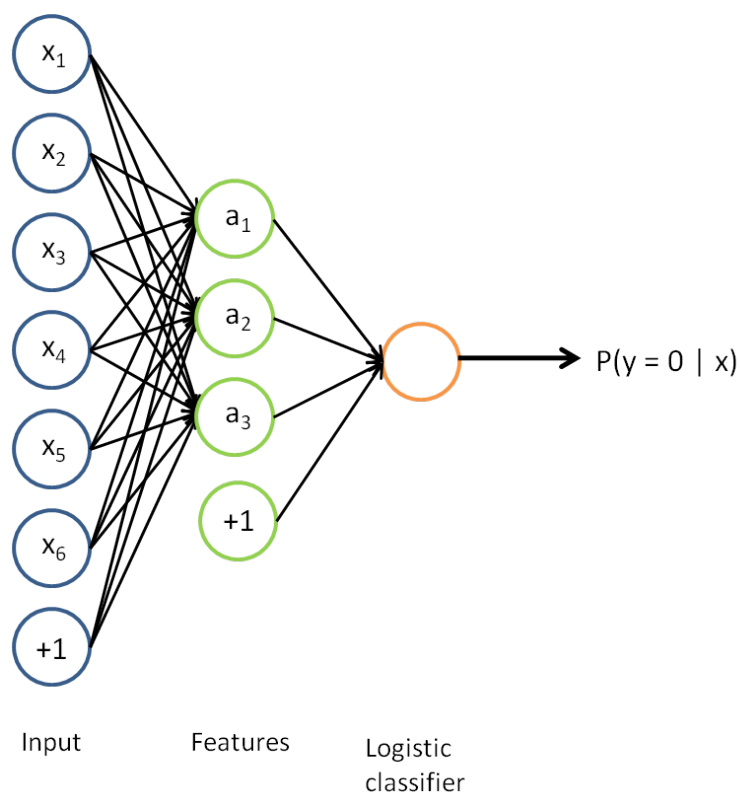 x1
x2
x3
x4
x5
x6
+1
a1
a2
a3
+1
P(y = 0 | x)
Input
Features
Logistic
classifier